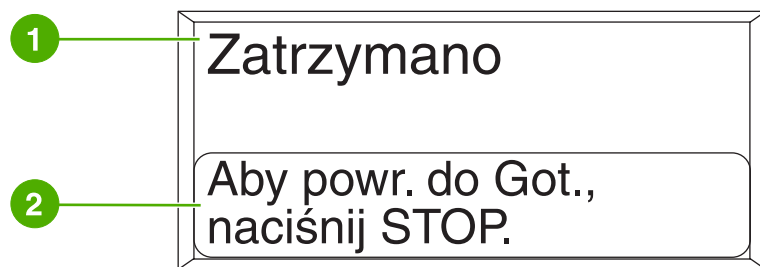 1
Zatrzymano
2
Aby powr. do Got.,
naciśnij STOP.